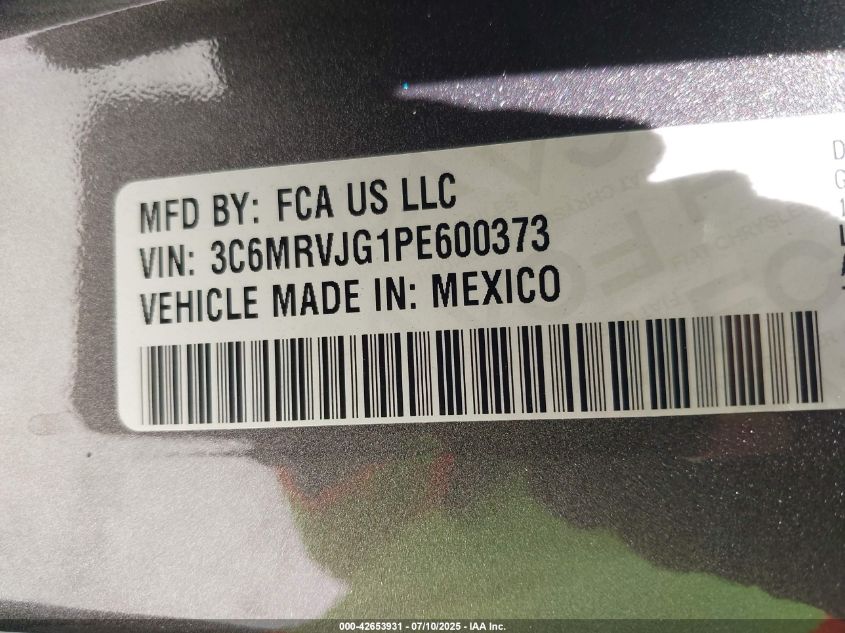 MFD BY: FCA US LLC
VIN: 3C6MRVJG1PE600373
VEHICLE MADE IN: MEXICO
000-42653931 - 07/10/2025 - IAA Inc.